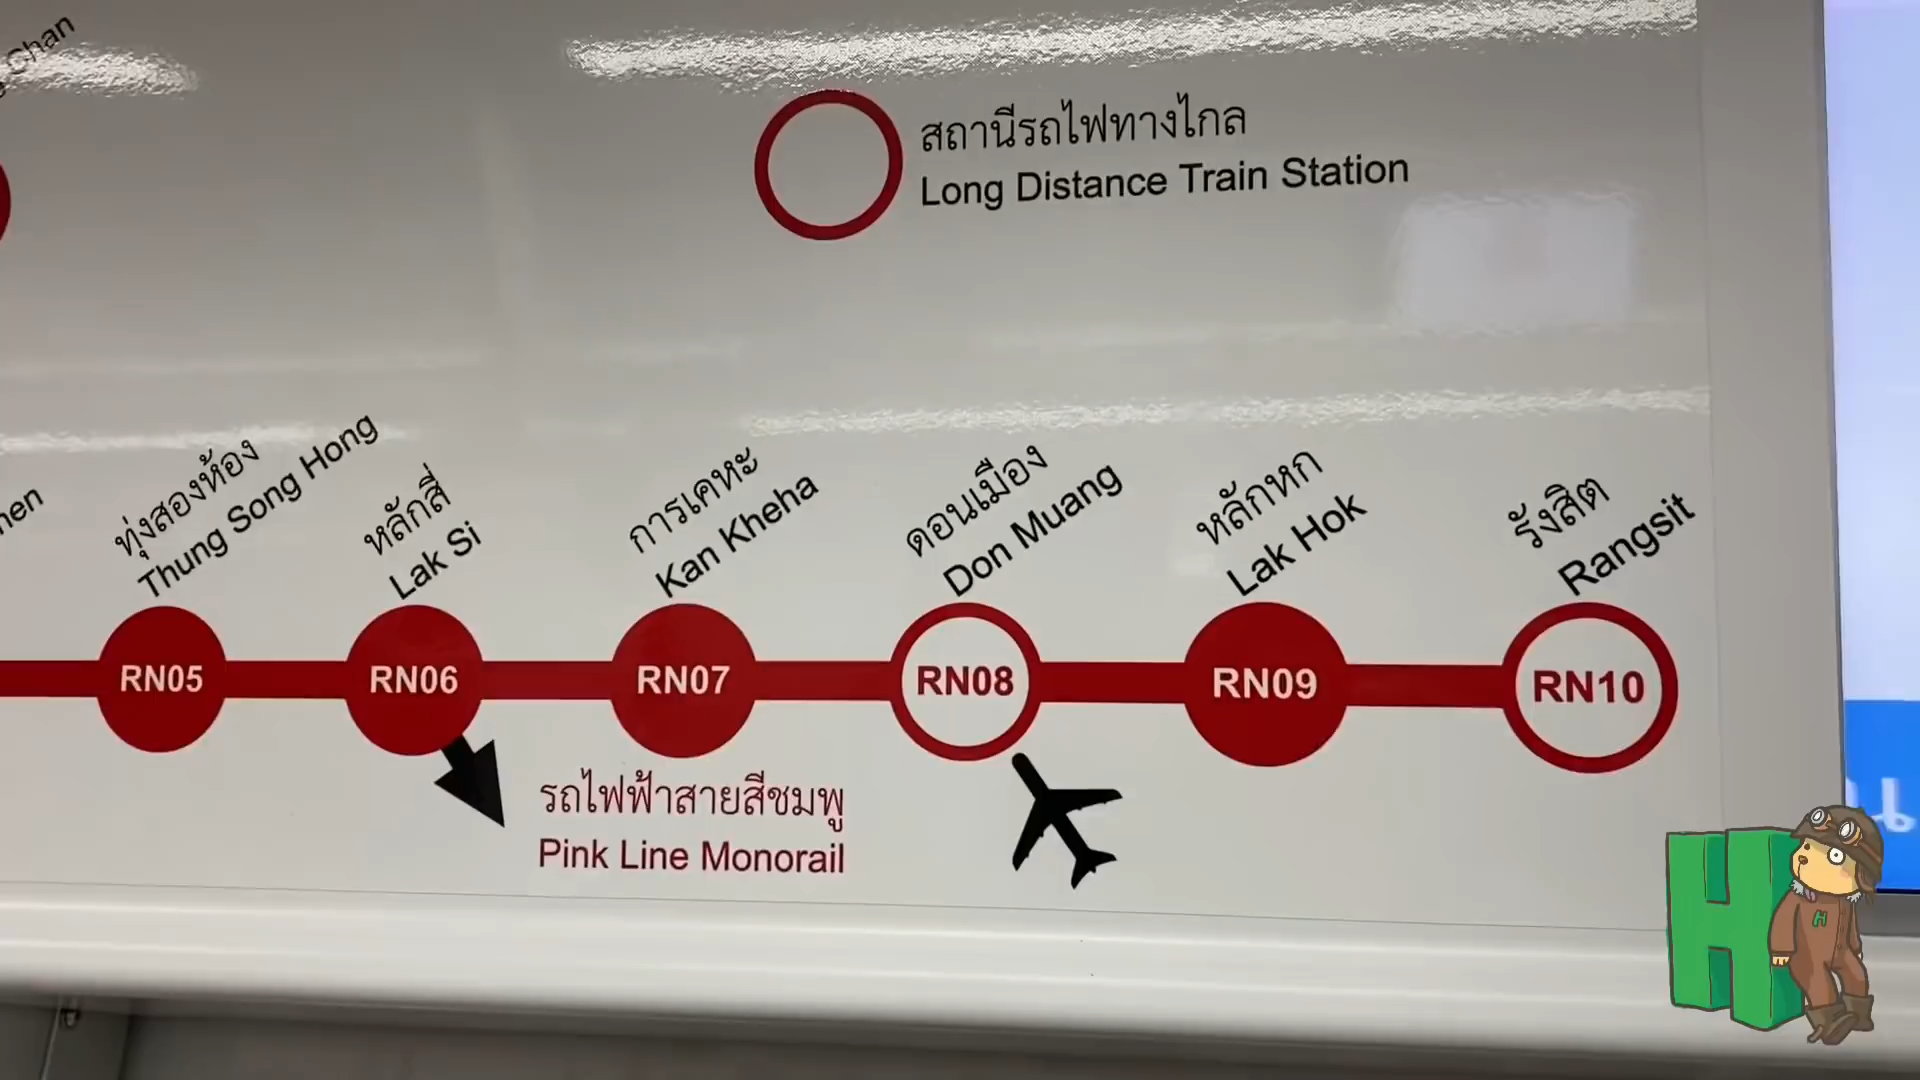 Chan
สถานีรถไฟทางไกล
Long Distance Train Station
ทุ่งสองห้อง
Thung Song Hong
หลักสี่
Lak Si
การเคหะ
Kan Kheha
ดอนเมือง
Don Muang
หลักหก
Lak Hok
รังสิต
Rangsit
RN05
RN06
RN07
RN08
RN09
RN10
รถไฟฟ้าสายสีชมพู
Pink Line Monorail
H
H